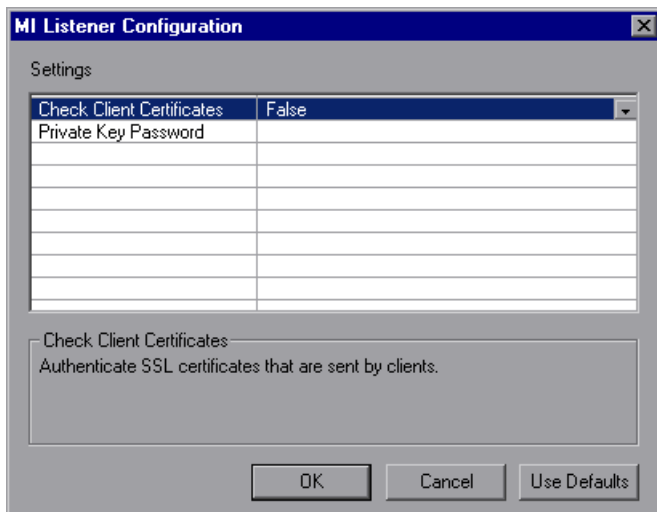 MI Listener Configuration
Settings
Check Client Certificates False
Private Key Password
Check Client Certificates
Authenticate SSL certificates that are sent by clients.
OK Cancel Use Defaults